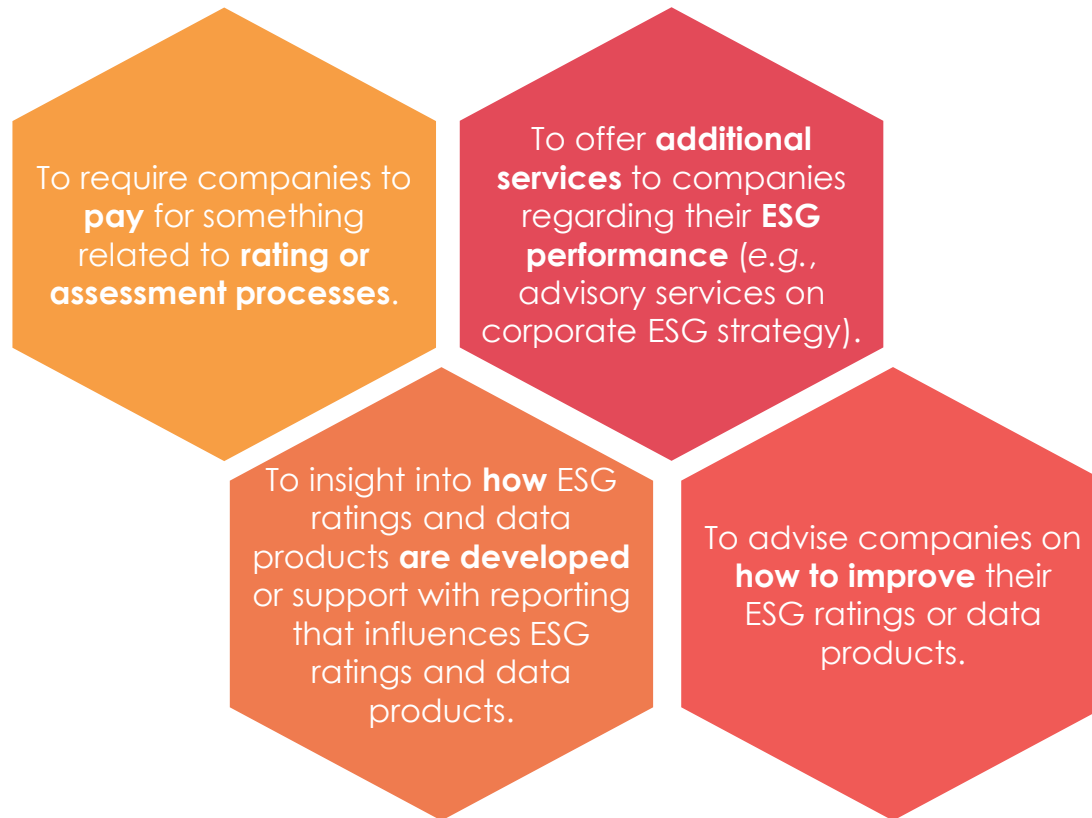 To require companies to
pay for something
related to rating or
assessment processes.
To offer additional
services to companies
regarding their ESG
performance (e.g.,
advisory services on
corporate ESG strategy).
To insight into how ESG
ratings and data
products are developed
or support with reporting
that influences ESG
ratings and data
products.
To advise companies on
how to improve their
ESG ratings or data
products.